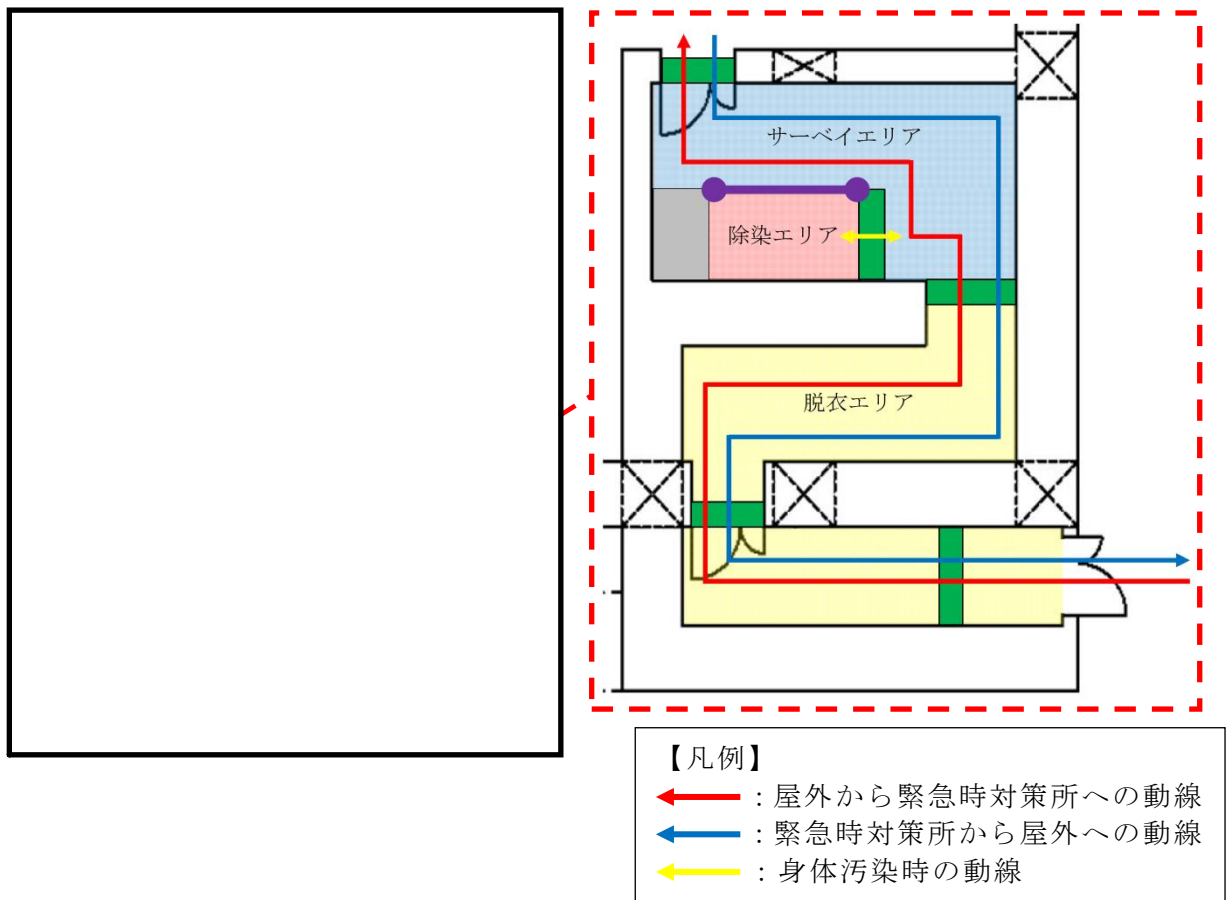 サーベイエリア
除染エリア
脱衣エリア
【凡例】
：屋外から緊急時対策所への動線
：緊急時対策所から屋外への動線
：身体汚染時の動線